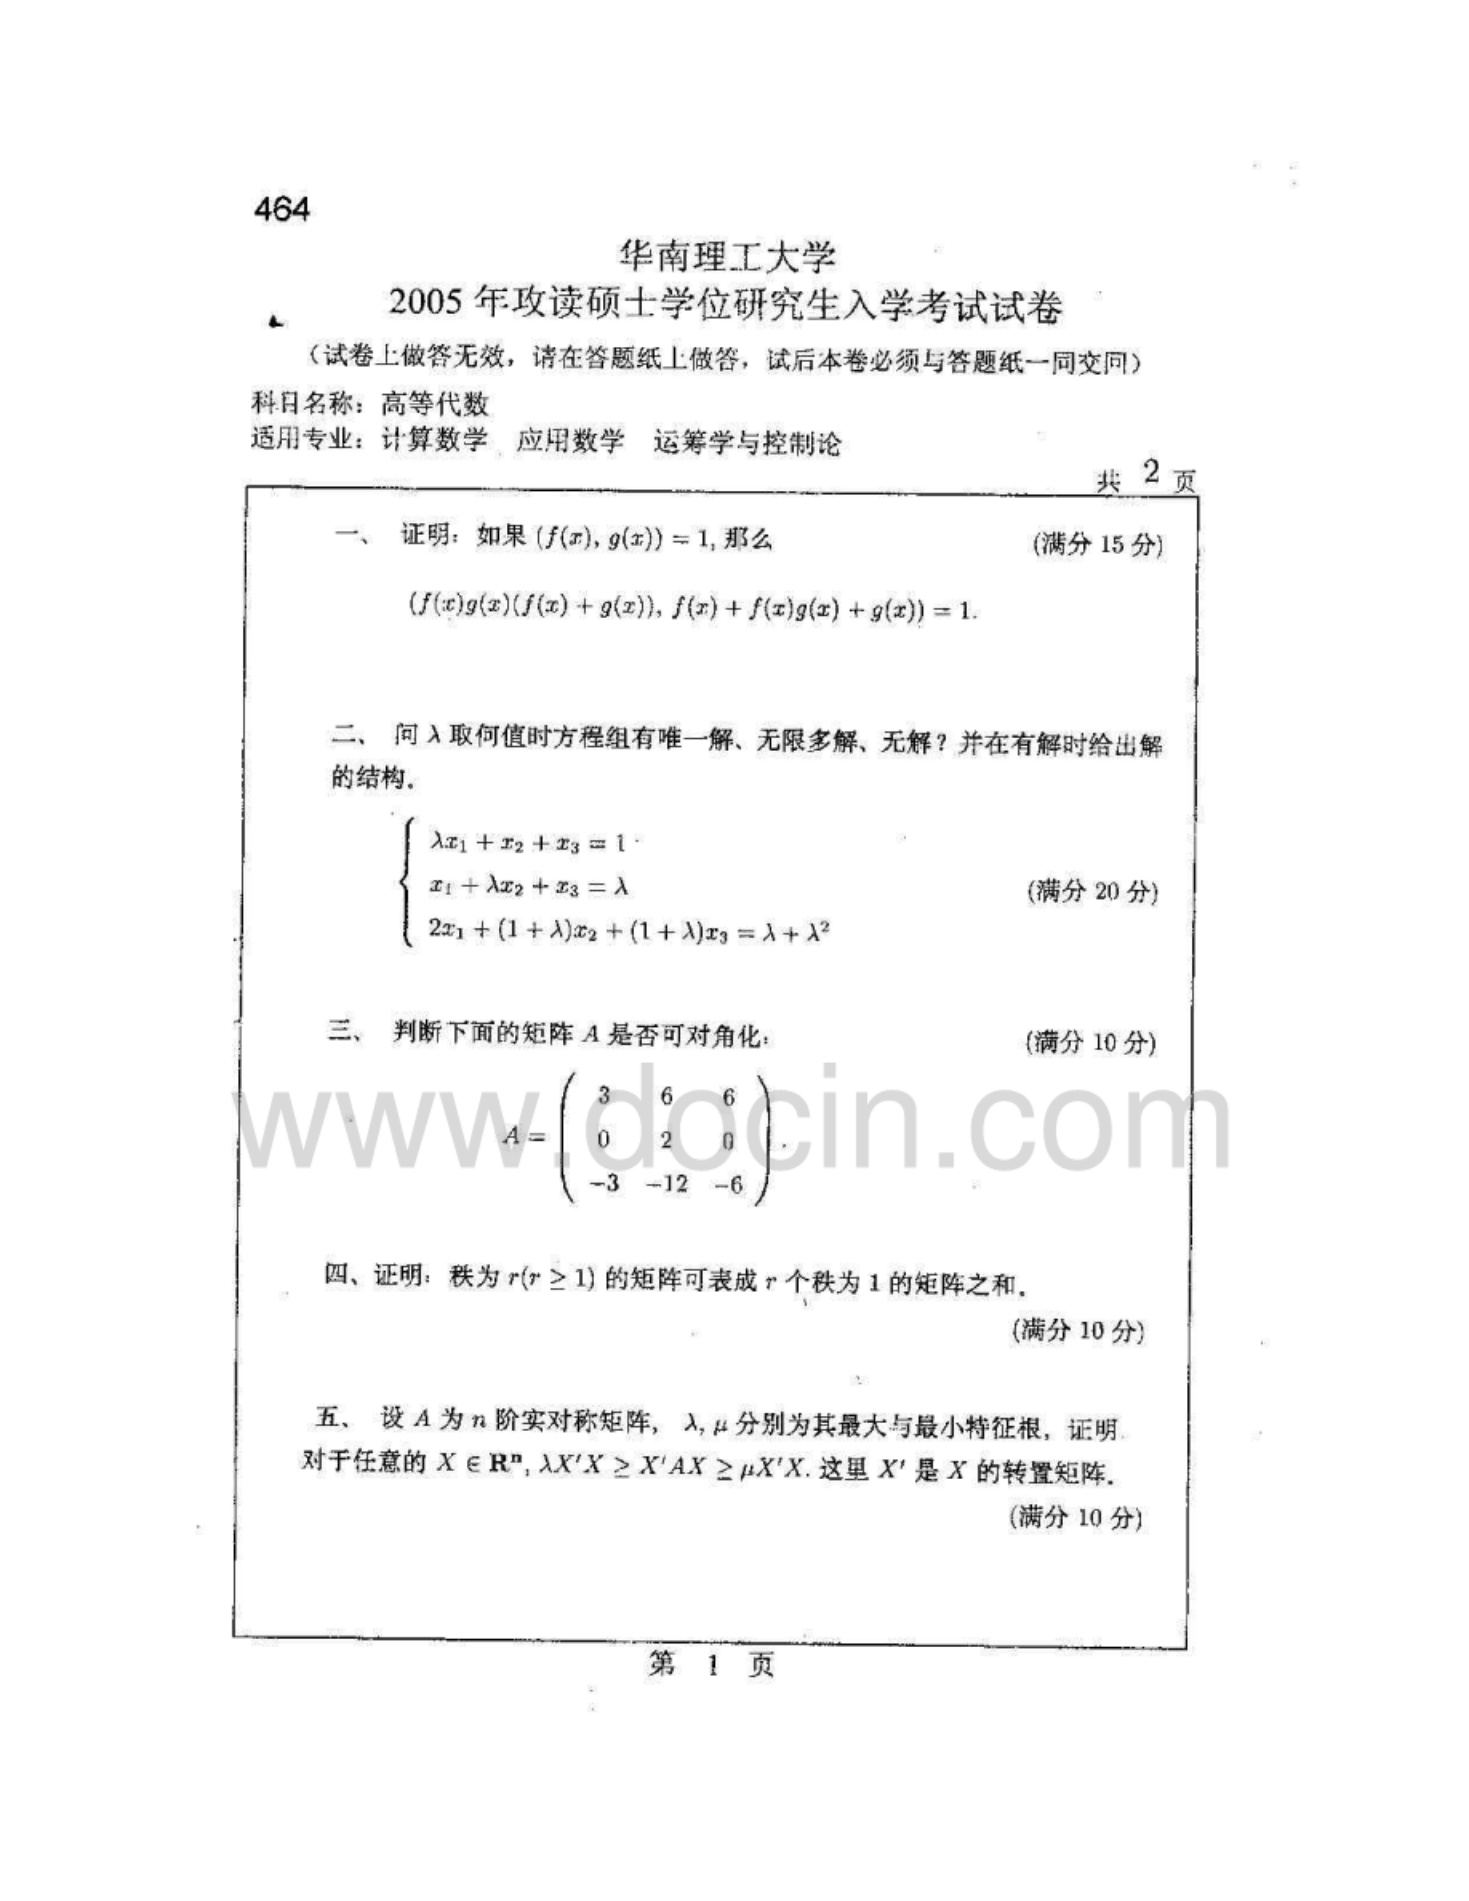 464
华南理工大学
2005 年攻读硕士学位研究生入学考试试卷
（试卷上做答无效，请在答题纸上做答，试后本卷必须与答题纸一同交回）
科目名称：高等代数
适用专业：计算数学 应用数学 运筹学与控制论
共 2 页
一、 证明：如果 (f(x), g(x)) = 1, 那么 (满分 15 分)
(f(x)g(x)(f(x) + g(x)), f(x) + f(x)g(x) + g(x)) = 1.
二、 问 λ 取何值时方程组有唯一解、无限多解、无解？并在有解时给出解
的结构.
λx₁ + x₂ + x₃ = 1
x₁ + λx₂ + x₃ = λ (满分 20 分)
2x₁ + (1 + λ)x₂ + (1 + λ)x₃ = λ + λ²
三、 判断下面的矩阵 A 是否可对角化： (满分 10 分)
3 6 6
A = 0 2 0 .
-3 -12 -6
www.docin.com
四、证明：秩为 r(r ≥ 1) 的矩阵可表成 r 个秩为 1 的矩阵之和.
(满分 10 分)
五、 设 A 为 n 阶实对称矩阵， λ, μ 分别为其最大与最小特征根，证明
对于任意的 X ∈ Rⁿ, λX′X ≥ X′AX ≥ μX′X. 这里 X′ 是 X 的转置矩阵.
(满分 10 分)
第 1 页